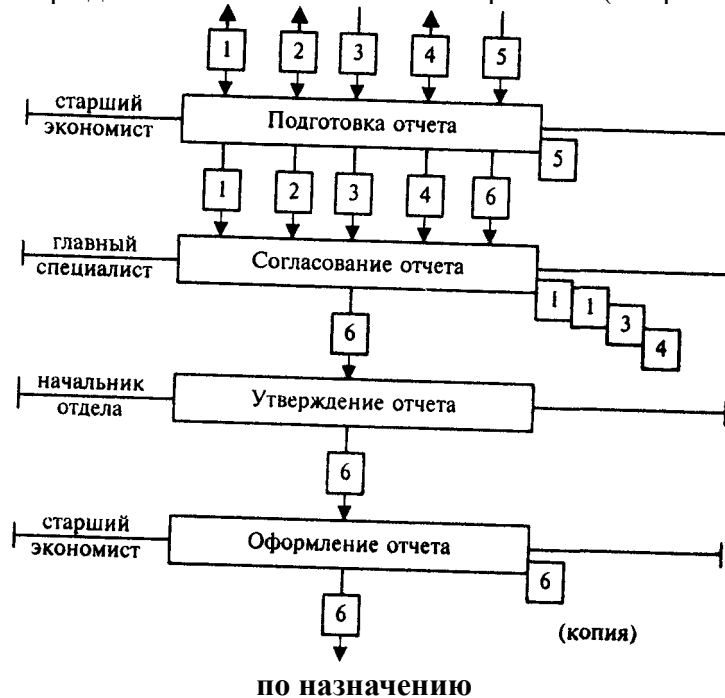 1 2 3 4 5
старший
экономист
Подготовка отчета
5
1 2 3 4 6
главный
специалист
Согласование отчета
1 1 3 4
6
начальник
отдела
Утверждение отчета
6
старший
экономист
Оформление отчета
6
6
(копия)
по назначению